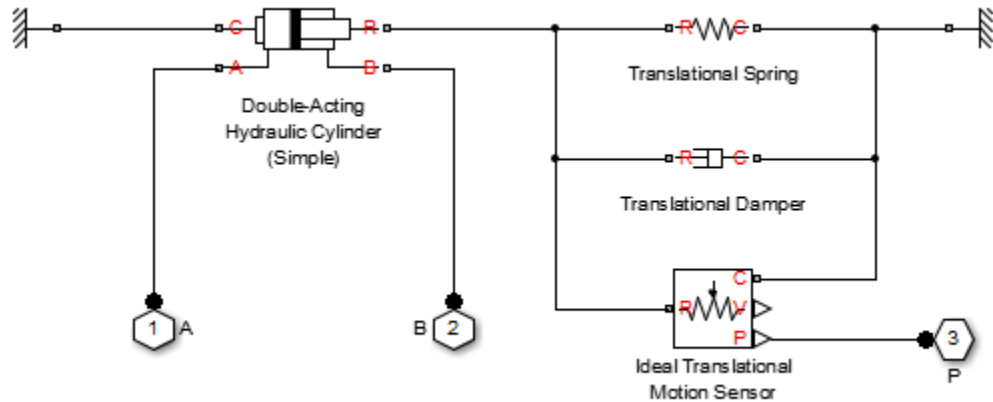 C R R C
A B
Translational Spring
Double-Acting
Hydraulic Cylinder
(Simple)
R C
Translational Damper
C
R V
P
1 A
B 2
3
P
Ideal Translational
Motion Sensor